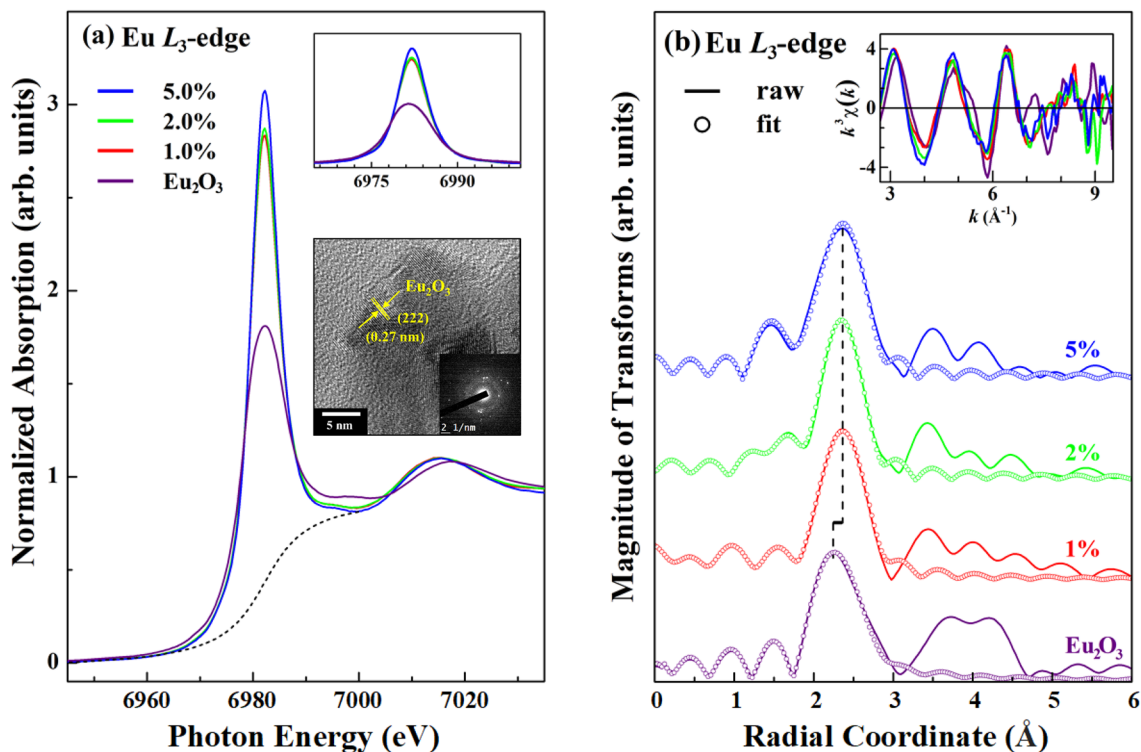 (a) Eu L₃-edge
5.0%
2.0%
1.0%
Eu₂O₃
6975 6990
Eu₂O₃
(222)
(0.27 nm)
5 nm
2 1/nm
3
2
1
0
6960 6980 7000 7020
Photon Energy (eV)
Normalized Absorption (arb. units)
(b) Eu L₃-edge
raw
fit
4
0
-4
3 6 9
k (Å⁻¹)
k³χ(k)
5%
2%
1%
Eu₂O₃
0 1 2 3 4 5 6
Radial Coordinate (Å)
Magnitude of Transforms (arb. units)